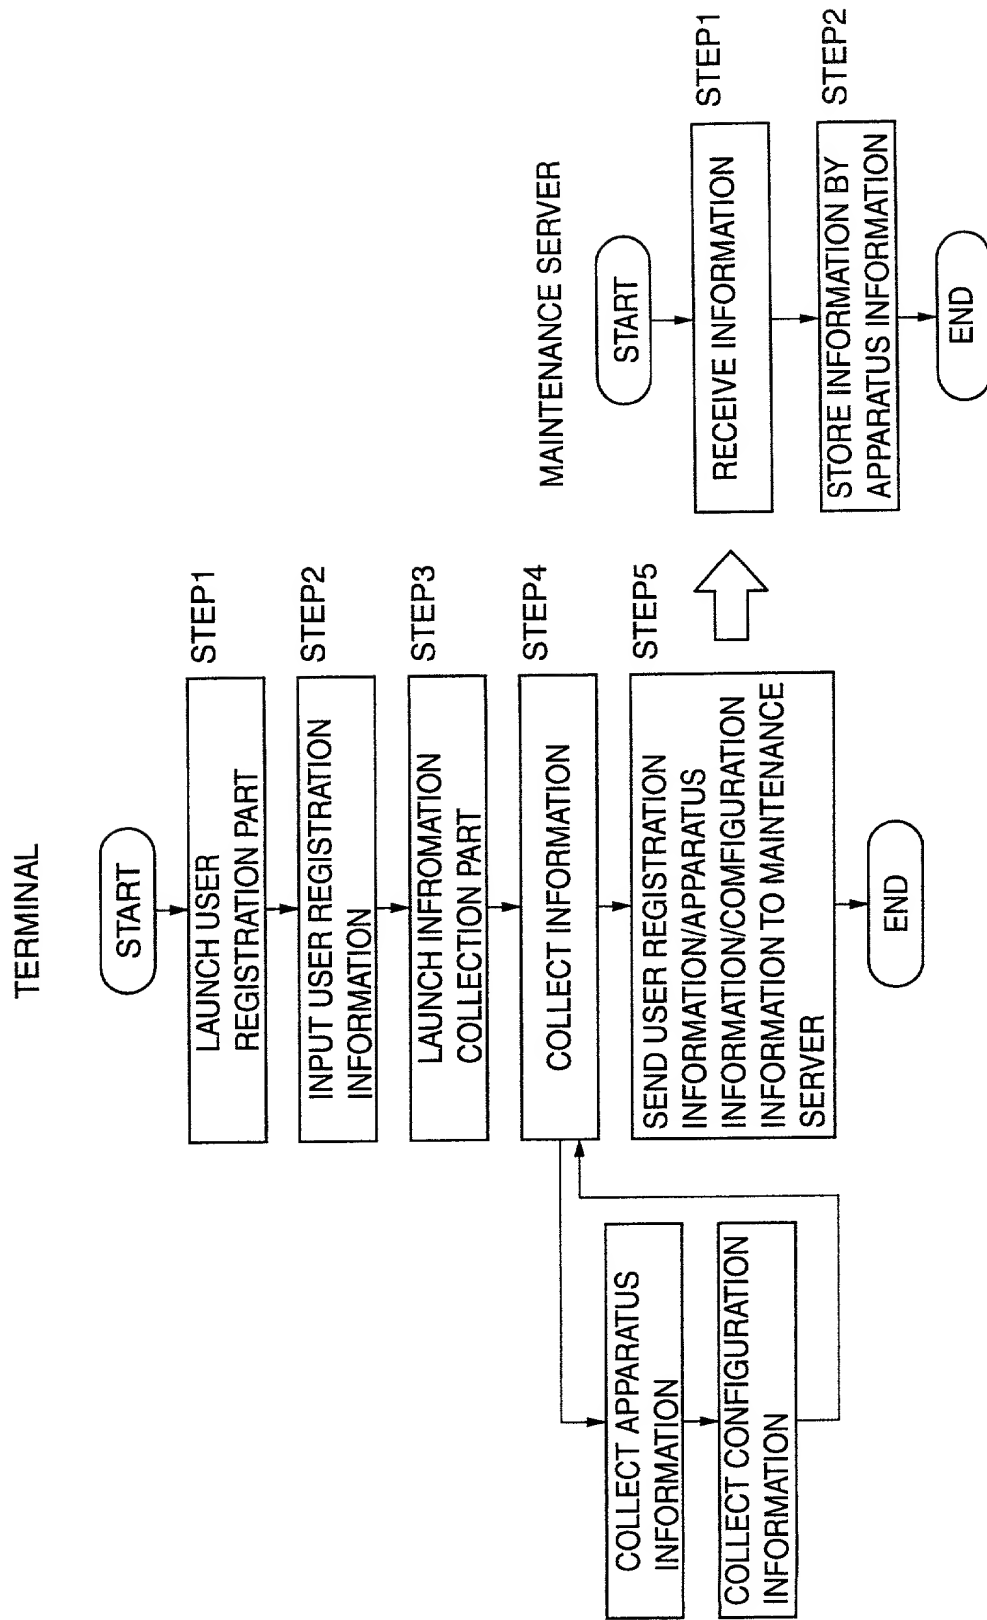 TERMINAL
START
LAUNCH USER
REGISTRATION PART
STEP1
INPUT USER REGISTRATION
INFORMATION
STEP2
LAUNCH INFROMATION
COLLECTION PART
STEP3
COLLECT INFORMATION
STEP4
COLLECT APPARATUS
INFORMATION
COLLECT CONFIGURATION
INFORMATION
SEND USER REGISTRATION
INFORMATION/APPARATUS
INFORMATION/COMFIGURATION
INFORMATION TO MAINTENANCE
SERVER
STEP5
END
MAINTENANCE SERVER
START
RECEIVE INFORMATION
STEP1
STORE INFORMATION BY
APPARATUS INFORMATION
STEP2
END